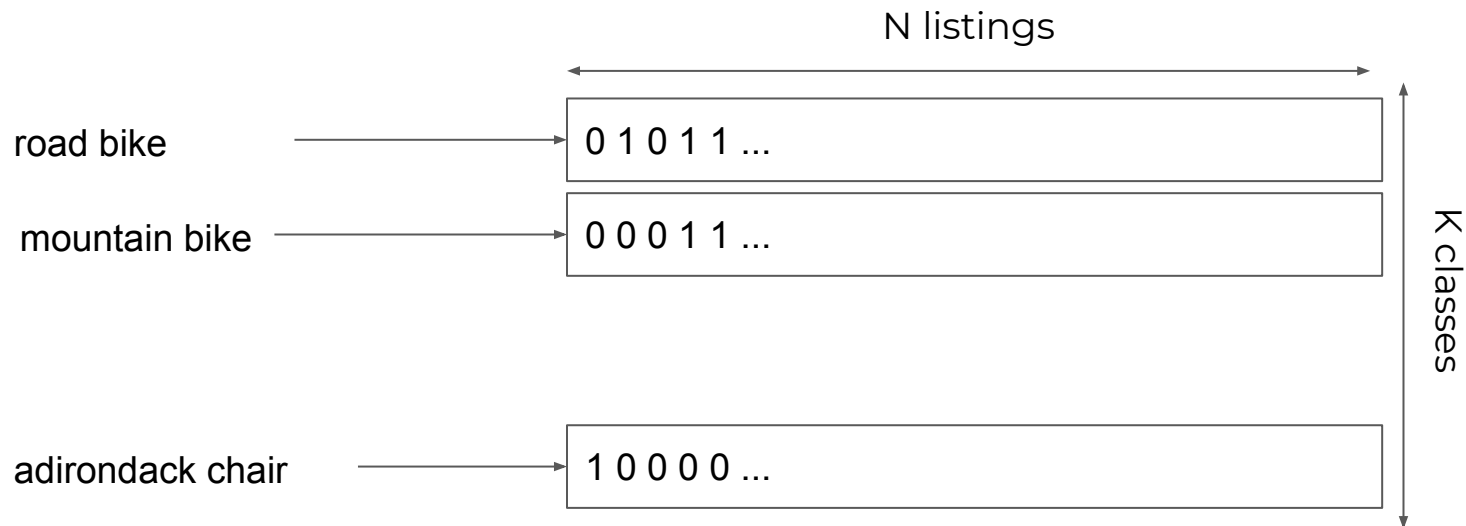 N listings
road bike
0 1 0 1 1 ...
mountain bike
0 0 0 1 1 ...
K classes
adirondack chair
1 0 0 0 0 ...